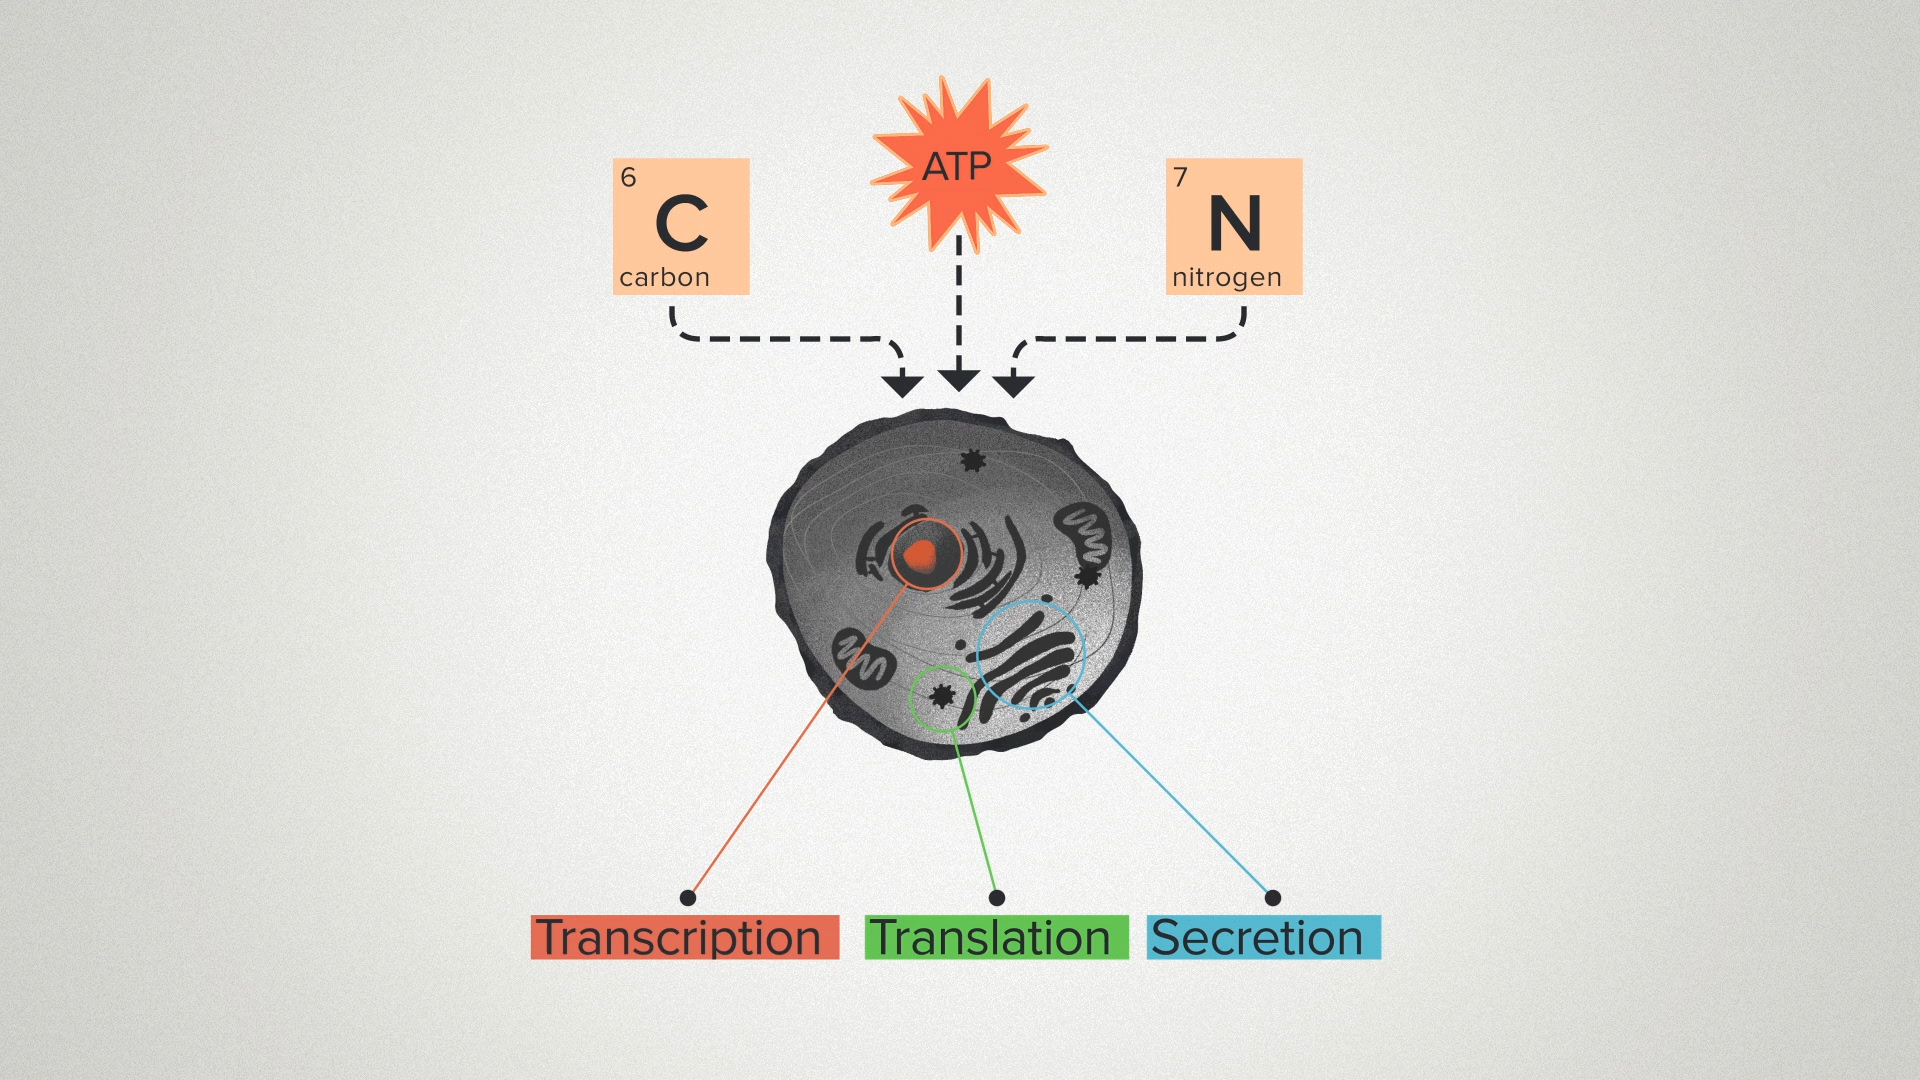 ATP
6
C
carbon
7
N
nitrogen
Transcription
Translation
Secretion